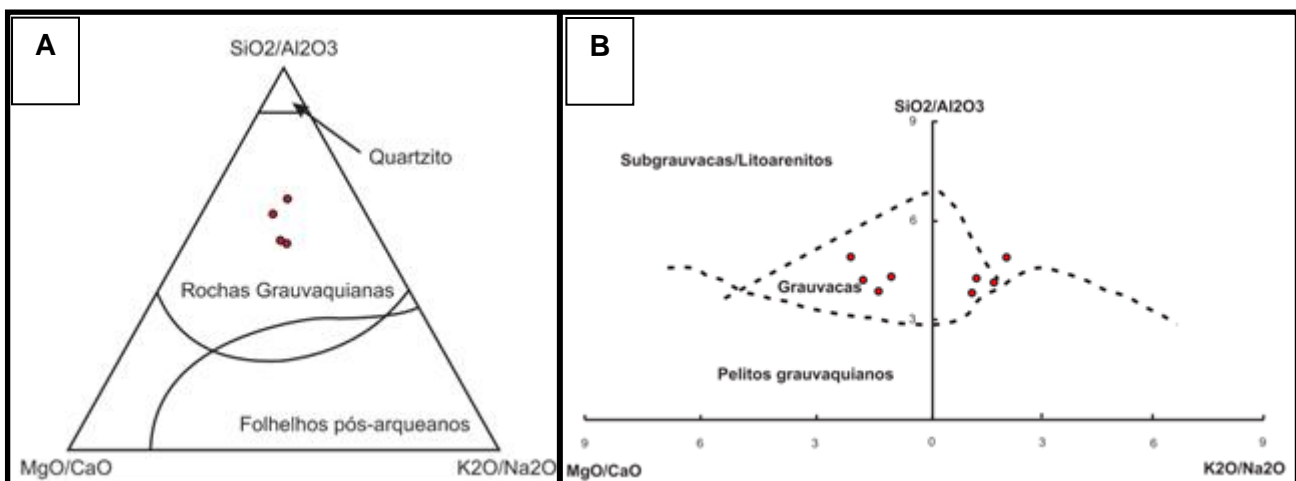 A
SiO2/Al2O3
Quartzito
Rochas Grauvaquianas
Folhelhos pós-arqueanos
MgO/CaO
K2O/Na2O
B
SiO2/Al2O3
9
Subgrauvacas/Litoarenitos
6
Grauvacas
3
Pelitos grauvaquianos
9 6 3 0 3 6 9
MgO/CaO
K2O/Na2O